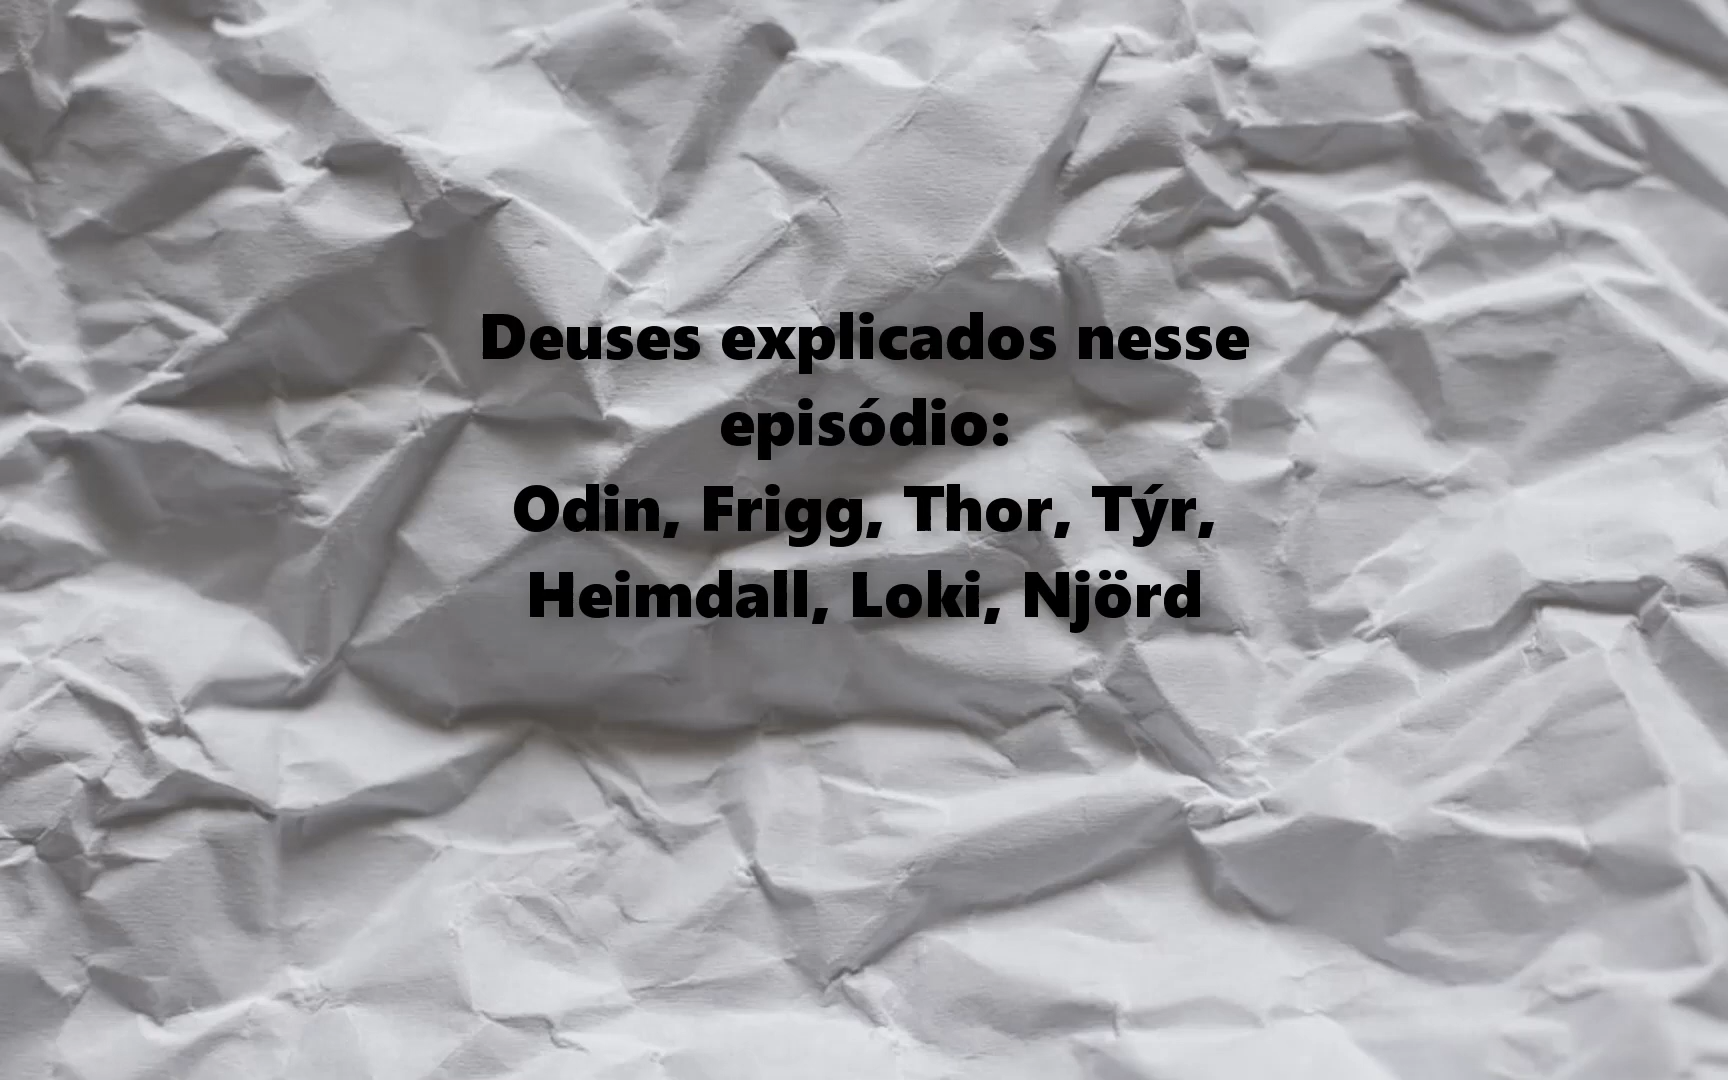 Deuses explicados nesse
episódio:
Odin, Frigg, Thor, Týr,
Heimdall, Loki, Njörd